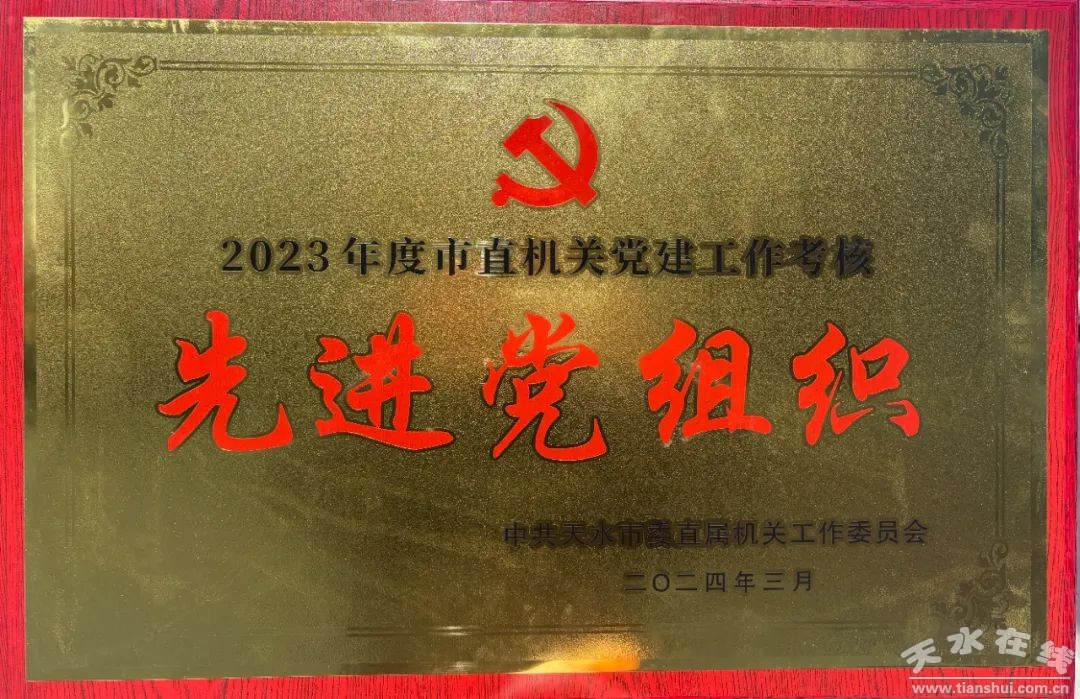 2023年度市直机关党建工作考核
先进党组织
中共天水市委直属机关工作委员会
二〇二四年三月
天水在线
www.tianshui.com.cn